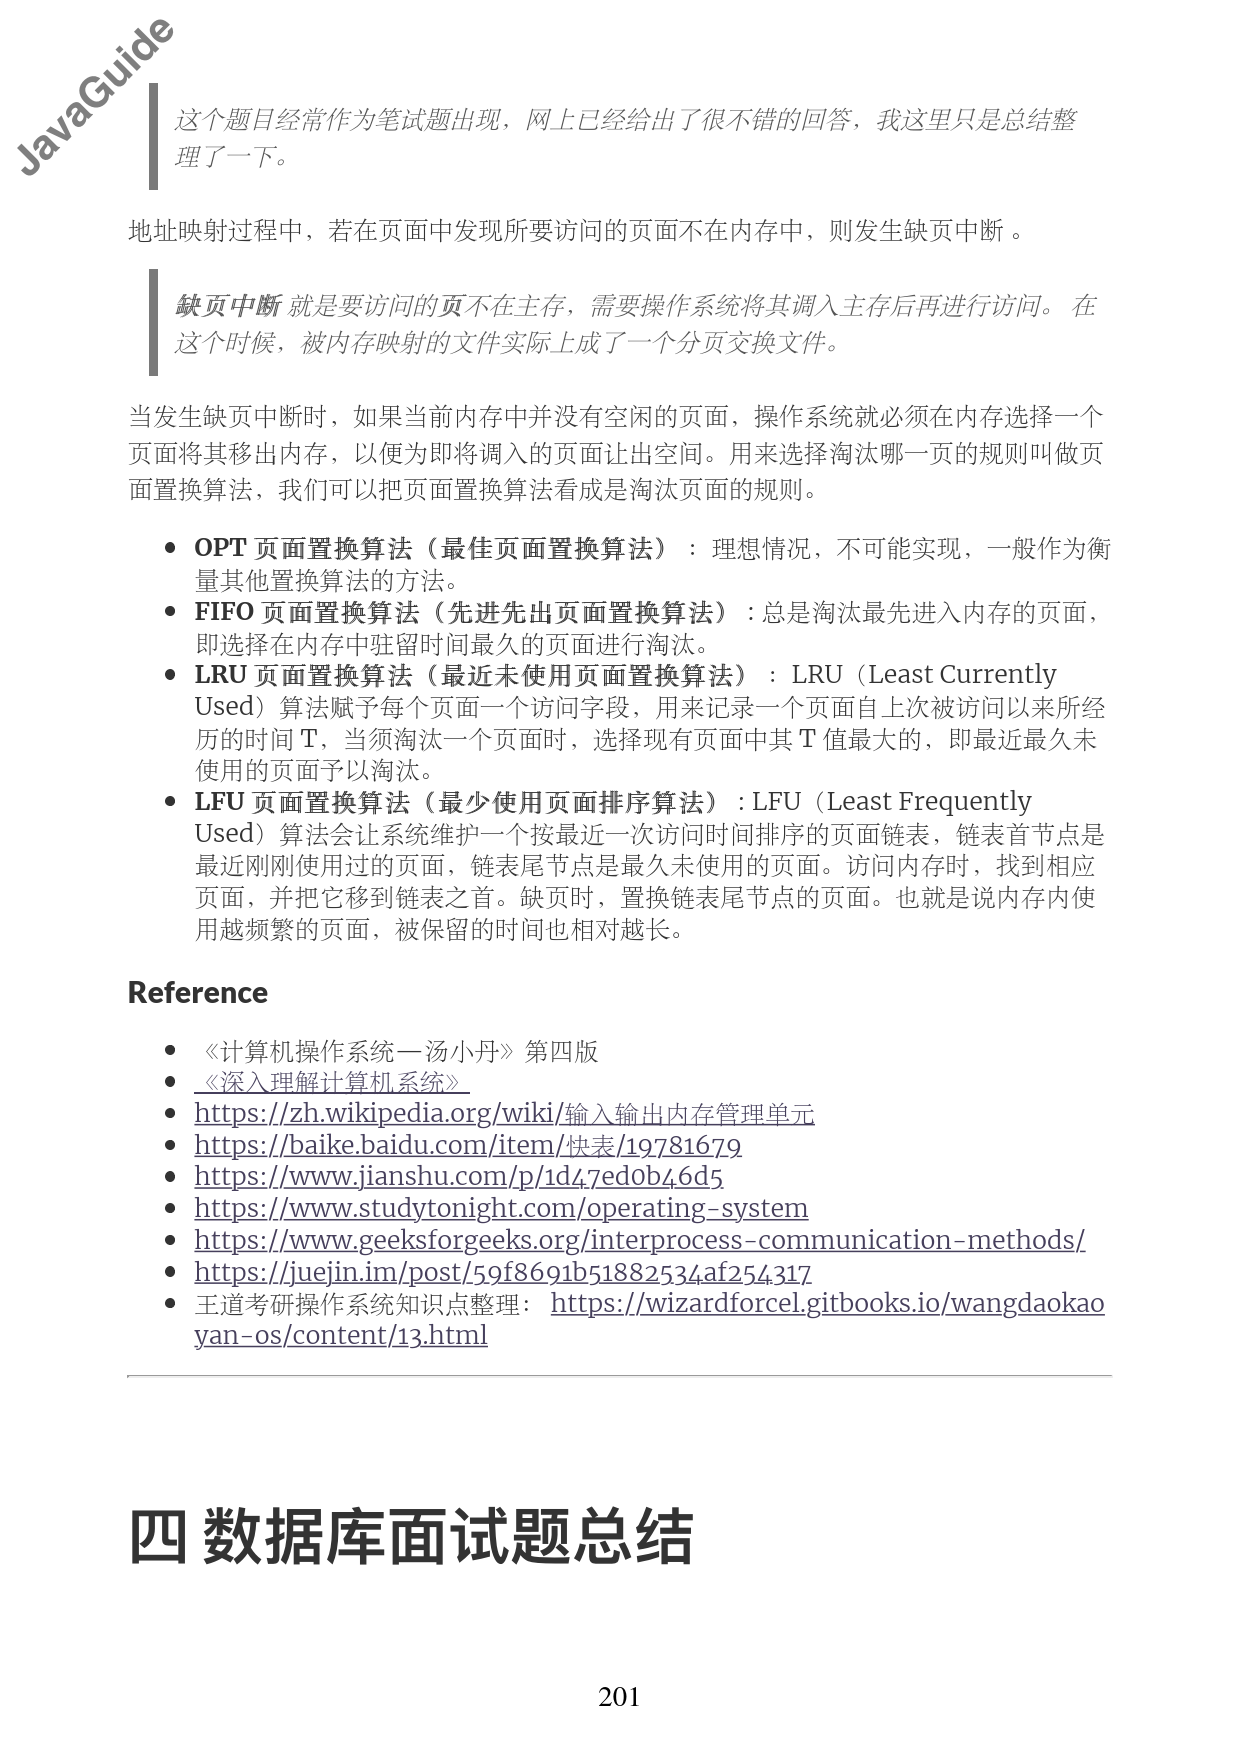 JavaGuide
这个题目经常作为笔试题出现，网上已经给出了很不错的回答，我这里只是总结整
理了一下。
地址映射过程中，若在页面中发现所要访问的页面不在内存中，则发生缺页中断 。
缺页中断 就是要访问的页不在主存，需要操作系统将其调入主存后再进行访问。 在
这个时候，被内存映射的文件实际上成了一个分页交换文件。
当发生缺页中断时，如果当前内存中并没有空闲的页面，操作系统就必须在内存选择一个
页面将其移出内存，以便为即将调入的页面让出空间。用来选择淘汰哪一页的规则叫做页
面置换算法，我们可以把页面置换算法看成是淘汰页面的规则。
• OPT 页面置换算法（最佳页面置换算法） ：理想情况，不可能实现，一般作为衡
量其他置换算法的方法。
• FIFO 页面置换算法（先进先出页面置换算法） : 总是淘汰最先进入内存的页面，
即选择在内存中驻留时间最久的页面进行淘汰。
• LRU 页面置换算法（最近未使用页面置换算法） ：LRU（Least Currently
Used）算法赋予每个页面一个访问字段，用来记录一个页面自上次被访问以来所经
历的时间 T，当须淘汰一个页面时，选择现有页面中其 T 值最大的，即最近最久未
使用的页面予以淘汰。
• LFU 页面置换算法（最少使用页面排序算法） : LFU（Least Frequently
Used）算法会让系统维护一个按最近一次访问时间排序的页面链表，链表首节点是
最近刚刚使用过的页面，链表尾节点是最久未使用的页面。访问内存时，找到相应
页面，并把它移到链表之首。缺页时，置换链表尾节点的页面。也就是说内存内使
用越频繁的页面，被保留的时间也相对越长。
Reference
• 《计算机操作系统—汤小丹》第四版
• 《深入理解计算机系统》
• https://zh.wikipedia.org/wiki/输入输出内存管理单元
• https://baike.baidu.com/item/快表/19781679
• https://www.jianshu.com/p/1d47ed0b46d5
• https://www.studytonight.com/operating-system
• https://www.geeksforgeeks.org/interprocess-communication-methods/
• https://juejin.im/post/59f8691b51882534af254317
• 王道考研操作系统知识点整理： https://wizardforcel.gitbooks.io/wangdaokao
yan-os/content/13.html
四 数据库面试题总结
201